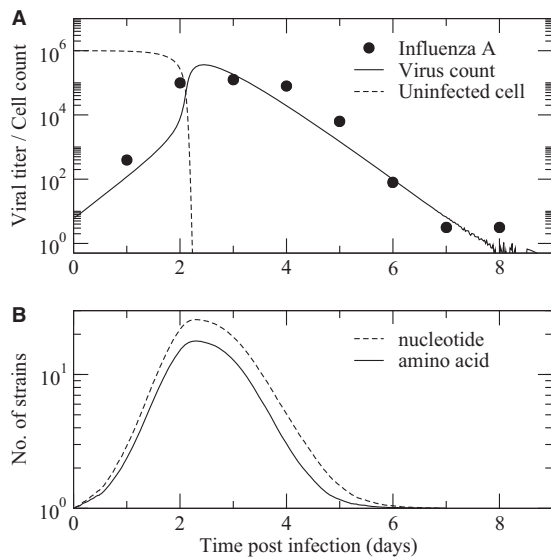 A
10^6
10^4
10^2
10^0
Viral titer / Cell count
Influenza A
Virus count
Uninfected cell
0 2 4 6 8
B
10^1
10^0
No. of strains
nucleotide
amino acid
0 2 4 6 8
Time post infection (days)